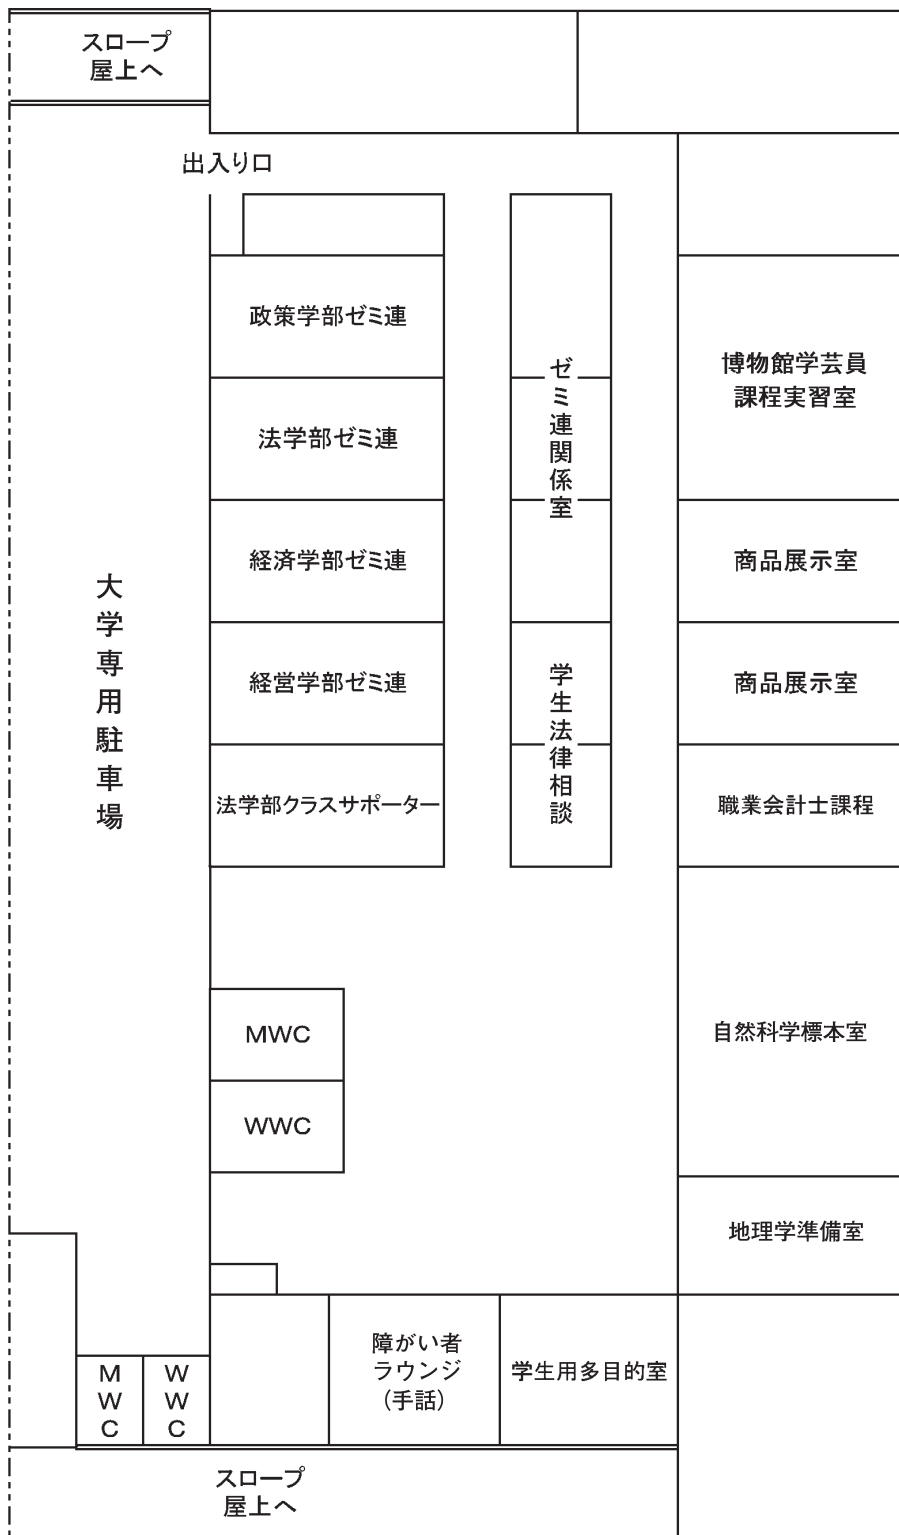 スロープ
屋上へ
出入り口
政策学部ゼミ連
法学部ゼミ連
経済学部ゼミ連
経営学部ゼミ連
法学部クラスサポーター
ゼミ連関係室
学生法律相談
博物館学芸員
課程実習室
商品展示室
商品展示室
職業会計士課程
大学専用駐車場
自然科学標本室
MWC
WWC
地理学準備室
障がい者
ラウンジ
(手話)
学生用多目的室
MWC
WWC
スロープ
屋上へ